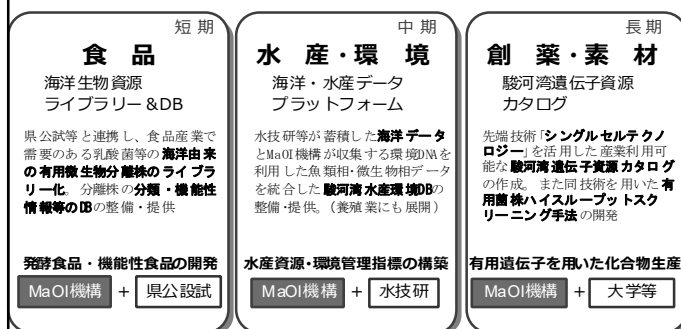 短期
食品
海洋生物資源
ライブラリー&DB
県公試等と連携し、食品産業で
需要のある乳酸菌等の海洋由来
の有用微生物分離株のライブラ
リー化。分離株の分類・機能性
情報等のDBの整備・提供
発酵食品・機能性食品の開発
MaOI機構 + 県公設試
中期
水産・環境
海洋・水産データ
プラットフォーム
水技研等が蓄積した海洋データ
とMaOI機構が収集する環境DNAを
利用した魚類相・微生物相データ
を統合した駿河湾水産環境DBの
整備・提供。(養殖業にも展開)
水産資源・環境管理指標の構築
MaOI機構 + 水技研
長期
創薬・素材
駿河湾遺伝子資源
カタログ
先端技術「シングルセルテクノ
ロジー」を活用した産業利用可
能な駿河湾遺伝子資源カタログ
の作成。また同技術を用いた有
用菌株ハイスループットスク
リーニング手法の開発
有用遺伝子を用いた化合物生産
MaOI機構 + 大学等